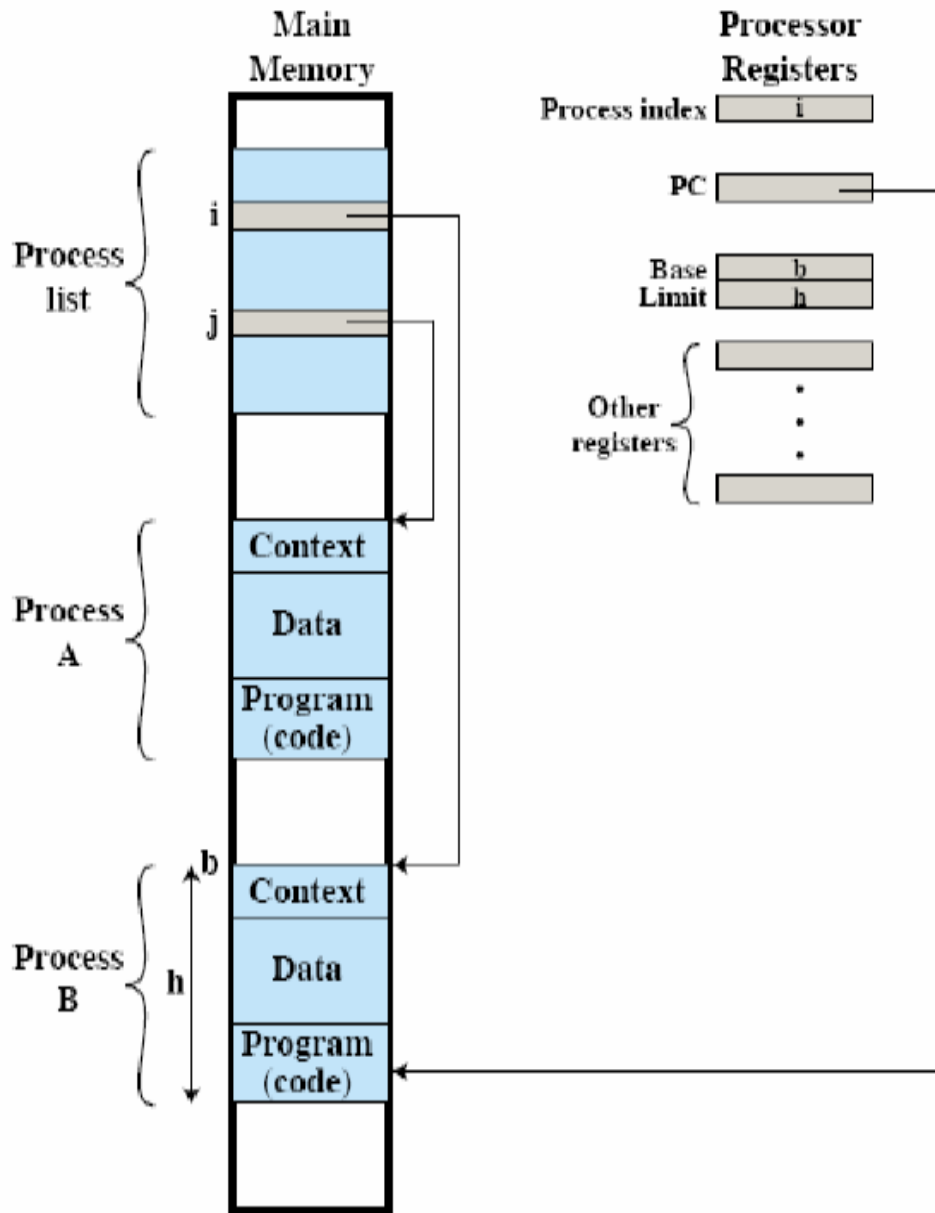 Main
Memory
Processor
Registers
Process index
i
PC
i
Process
list
Base
b
Limit
h
j
Other
registers
Context
Process
A
Data
Program
(code)
b
Context
Process
B
h
Data
Program
(code)